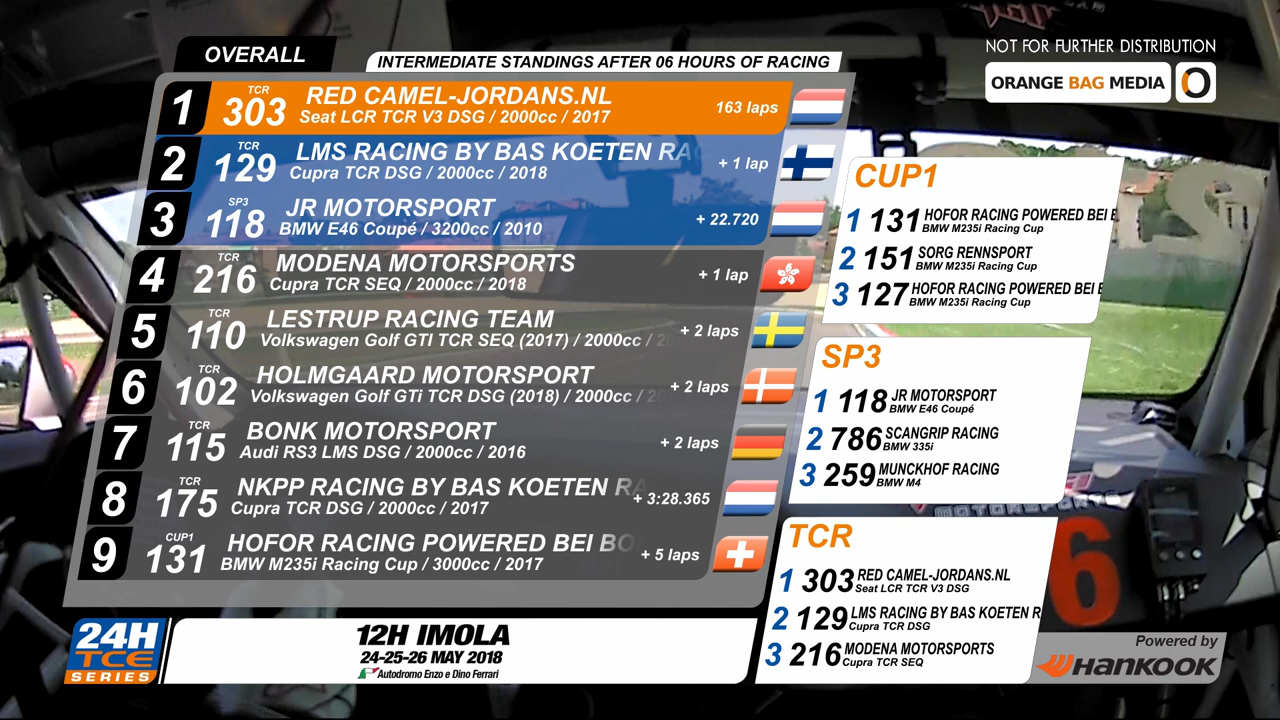 OVERALL
INTERMEDIATE STANDINGS AFTER 06 HOURS OF RACING
NOT FOR FURTHER DISTRIBUTION
ORANGE BAG MEDIA
1 TCR 303 RED CAMEL-JORDANS.NL 163 laps
Seat LCR TCR V3 DSG / 2000cc / 2017
2 TCR 129 LMS RACING BY BAS KOETEN RA + 1 lap
Cupra TCR DSG / 2000cc / 2018
3 SP3 118 JR MOTORSPORT + 22.720
BMW E46 Coupé / 3200cc / 2010
4 TCR 216 MODENA MOTORSPORTS + 1 lap
Cupra TCR SEQ / 2000cc / 2018
5 TCR 110 LESTRUP RACING TEAM + 2 laps
Volkswagen Golf GTI TCR SEQ (2017) / 2000cc / 20
6 TCR 102 HOLMGAARD MOTORSPORT + 2 laps
Volkswagen Golf GTi TCR DSG (2018) / 2000cc / 20
7 TCR 115 BONK MOTORSPORT + 2 laps
Audi RS3 LMS DSG / 2000cc / 2016
8 TCR 175 NKPP RACING BY BAS KOETEN RA + 3:28.365
Cupra TCR DSG / 2000cc / 2017
9 CUP1 131 HOFOR RACING POWERED BEI BO + 5 laps
BMW M235i Racing Cup / 3000cc / 2017
CUP1
1 131 HOFOR RACING POWERED BEI B
BMW M235i Racing Cup
2 151 SORG RENNSPORT
BMW M235i Racing Cup
3 127 HOFOR RACING POWERED BEI B
BMW M235i Racing Cup
SP3
1 118 JR MOTORSPORT
BMW E46 Coupé
2 786 SCANGRIP RACING
BMW 335i
3 259 MUNCKHOF RACING
BMW M4
TCR
1 303 RED CAMEL-JORDANS.NL
Seat LCR TCR V3 DSG
2 129 LMS RACING BY BAS KOETEN R
Cupra TCR DSG
3 216 MODENA MOTORSPORTS
Cupra TCR SEQ
MOTORSPORT
6
24H
TCE
SERIES
12H IMOLA
24-25-26 MAY 2018
Autodromo Enzo e Dino Ferrari
Powered by
HANKOOK